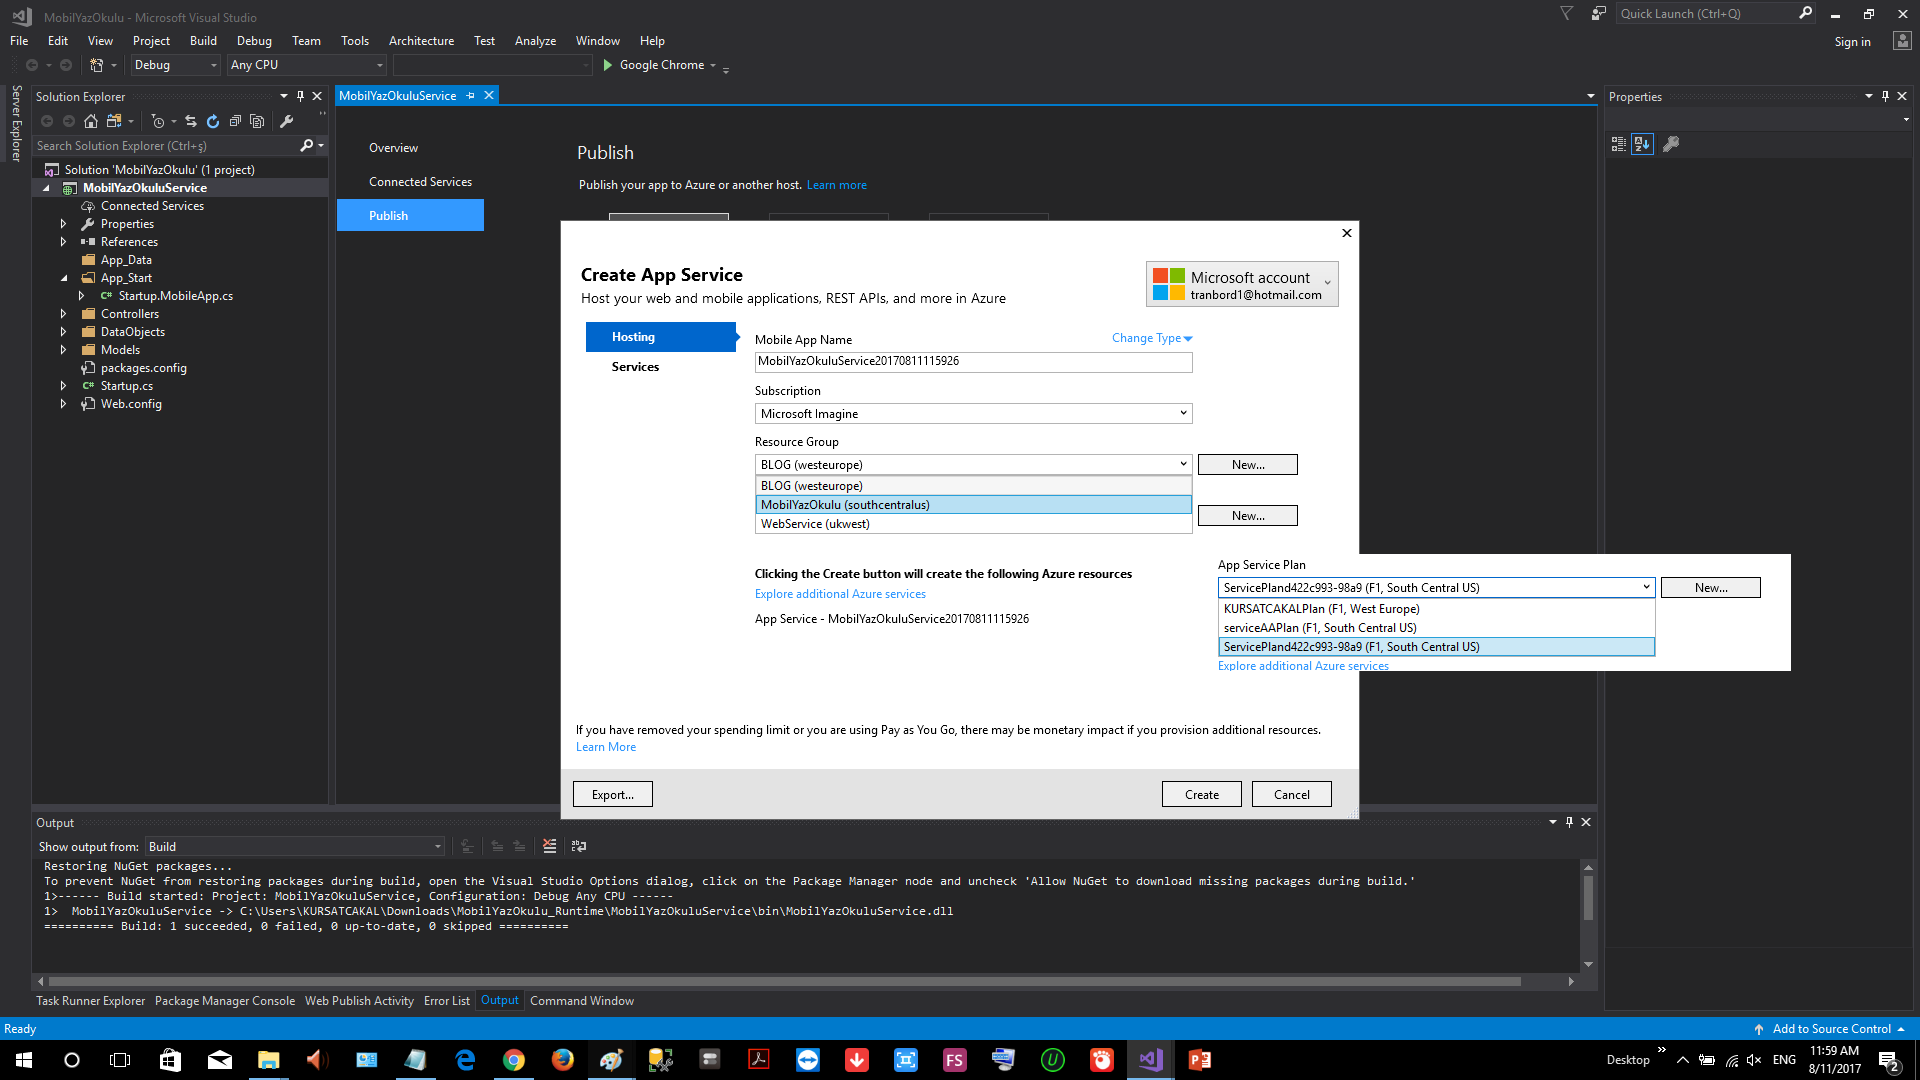 MobilYazOkulu - Microsoft Visual Studio
Quick Launch (Ctrl+Q)
File Edit View Project Build Debug Team Tools Architecture Test Analyze Window Help
Sign in
Debug Any CPU Google Chrome
Server Explorer
Solution Explorer
Search Solution Explorer (Ctrl+ş)
Solution 'MobilYazOkulu' (1 project)
MobilYazOkuluService
Connected Services
Properties
References
App_Data
App_Start
C# Startup.MobileApp.cs
Controllers
DataObjects
Models
packages.config
C# Startup.cs
Web.config
MobilYazOkuluService
Overview
Connected Services
Publish
Publish
Publish your app to Azure or another host. Learn more
Properties
Create App Service
Host your web and mobile applications, REST APIs, and more in Azure
Microsoft account
tranbord1@hotmail.com
Hosting
Services
Mobile App Name
Change Type
MobilYazOkuluService20170811115926
Subscription
Microsoft Imagine
Resource Group
BLOG (westeurope)
New...
BLOG (westeurope)
MobilYazOkulu (southcentralus)
WebService (ukwest)
New...
Clicking the Create button will create the following Azure resources
Explore additional Azure services
App Service - MobilYazOkuluService20170811115926
App Service Plan
ServicePland422c993-98a9 (F1, South Central US)
New...
KURSATCAKALPlan (F1, West Europe)
serviceAAPlan (F1, South Central US)
ServicePland422c993-98a9 (F1, South Central US)
Explore additional Azure services
If you have removed your spending limit or you are using Pay as You Go, there may be monetary impact if you provision additional resources.
Learn More
Export...
Create
Cancel
Output
Show output from: Build
Restoring NuGet packages...
To prevent NuGet from restoring packages during build, open the Visual Studio Options dialog, click on the Package Manager node and uncheck 'Allow NuGet to download missing packages during build.'
1>------ Build started: Project: MobilYazOkuluService, Configuration: Debug Any CPU ------
1>  MobilYazOkuluService -> C:\Users\KURSATCAKAL\Downloads\MobilYazOkulu_Runtime\MobilYazOkuluService\bin\MobilYazOkuluService.dll
========== Build: 1 succeeded, 0 failed, 0 up-to-date, 0 skipped ==========
Task Runner Explorer Package Manager Console Web Publish Activity Error List Output Command Window
Ready
Add to Source Control
FS
Desktop
ENG
11:59 AM
8/11/2017
2